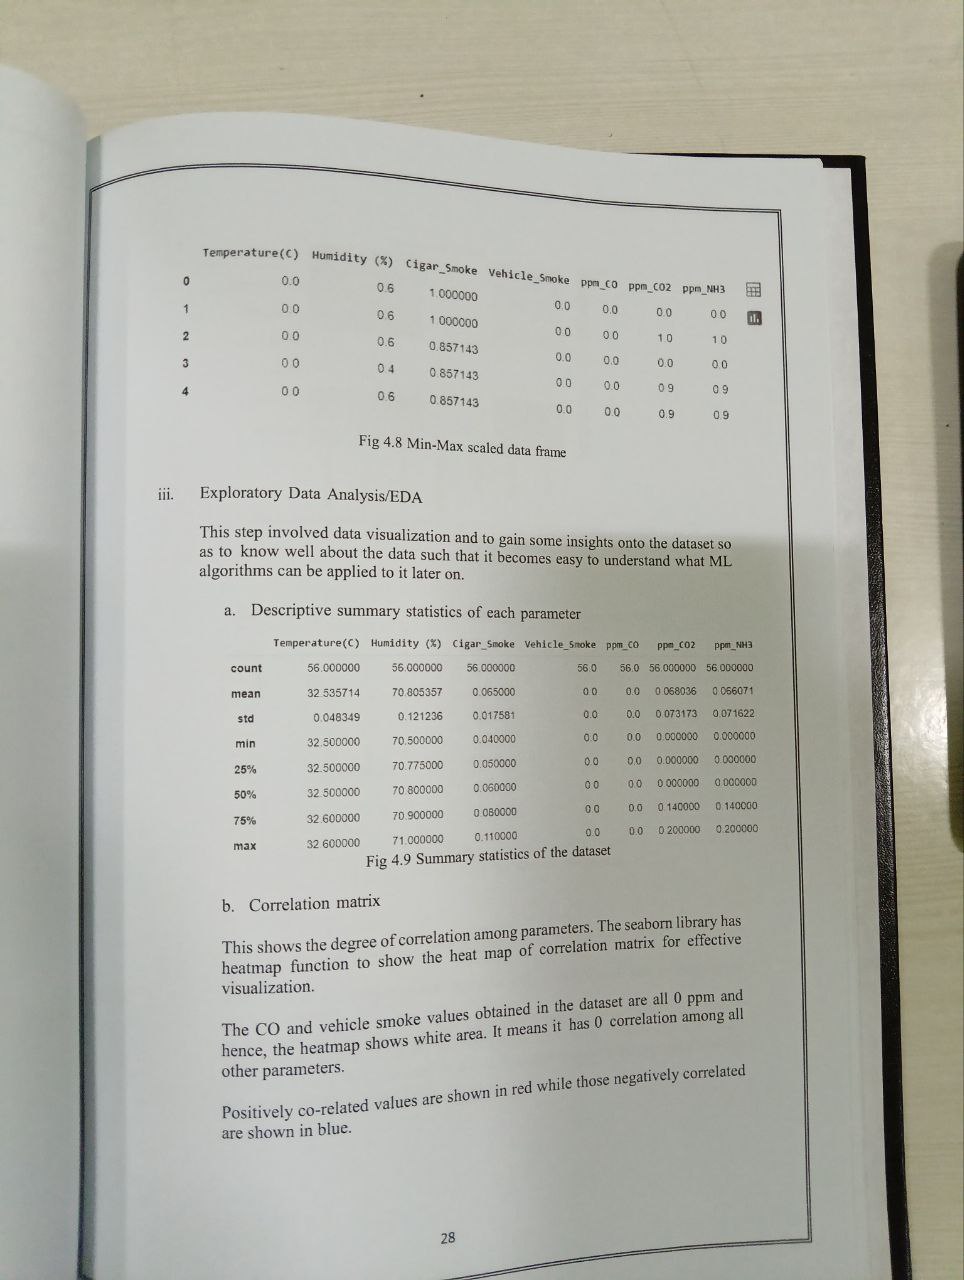 Temperature(C) Humidity (%) Cigar_Smoke Vehicle_Smoke ppm_CO ppm_CO2 ppm_NH3
0 0.0 0.6 1.000000 0.0 0.0 0.0 0.0
1 0.0 0.6 1.000000 0.0 0.0 1.0 1.0
2 0.0 0.6 0.857143 0.0 0.0 0.0 0.0
3 0.0 0.4 0.857143 0.0 0.0 0.9 0.9
4 0.0 0.6 0.857143 0.0 0.0 0.9 0.9
Fig 4.8 Min-Max scaled data frame
iii. Exploratory Data Analysis/EDA
This step involved data visualization and to gain some insights onto the dataset so
as to know well about the data such that it becomes easy to understand what ML
algorithms can be applied to it later on.
a. Descriptive summary statistics of each parameter
Temperature(C) Humidity (%) Cigar_Smoke Vehicle_Smoke ppm_CO ppm_CO2 ppm_NH3
count 56.000000 56.000000 56.000000 56.0 56.0 56.000000 56.000000
mean 32.535714 70.805357 0.065000 0.0 0.0 0.068036 0.066071
std 0.048349 0.121236 0.017581 0.0 0.0 0.073173 0.071622
min 32.500000 70.500000 0.040000 0.0 0.0 0.000000 0.000000
25% 32.500000 70.775000 0.050000 0.0 0.0 0.000000 0.000000
50% 32.500000 70.800000 0.060000 0.0 0.0 0.000000 0.000000
75% 32.600000 70.900000 0.080000 0.0 0.0 0.140000 0.140000
max 32.600000 71.000000 0.110000 0.0 0.0 0.200000 0.200000
Fig 4.9 Summary statistics of the dataset
b. Correlation matrix
This shows the degree of correlation among parameters. The seaborn library has
heatmap function to show the heat map of correlation matrix for effective
visualization.
The CO and vehicle smoke values obtained in the dataset are all 0 ppm and
hence, the heatmap shows white area. It means it has 0 correlation among all
other parameters.
Positively co-related values are shown in red while those negatively correlated
are shown in blue.
28